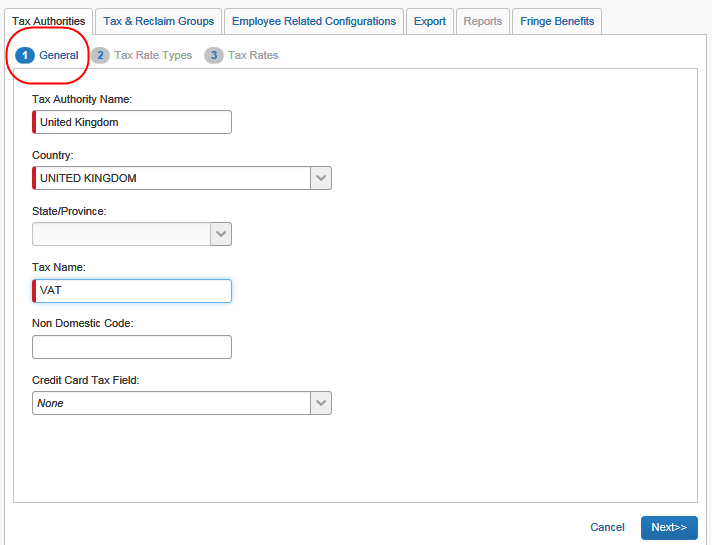 Tax Authorities Tax & Reclaim Groups Employee Related Configurations Export Reports Fringe Benefits
1 General 2 Tax Rate Types 3 Tax Rates
Tax Authority Name:
United Kingdom
Country:
UNITED KINGDOM
State/Province:
Tax Name:
VAT
Non Domestic Code:
Credit Card Tax Field:
None
Cancel Next>>